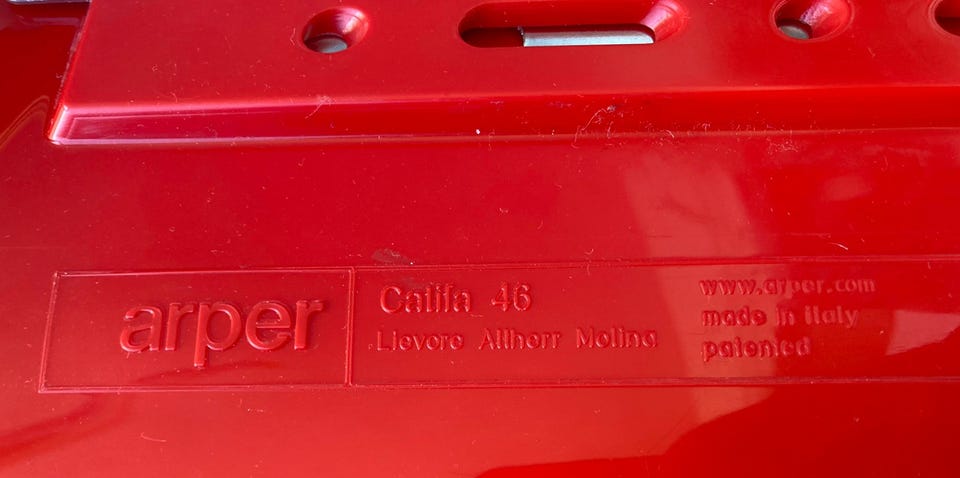 arper
Catifa 46
Lievore Altherr Molina
www.arper.com
made in italy
patented